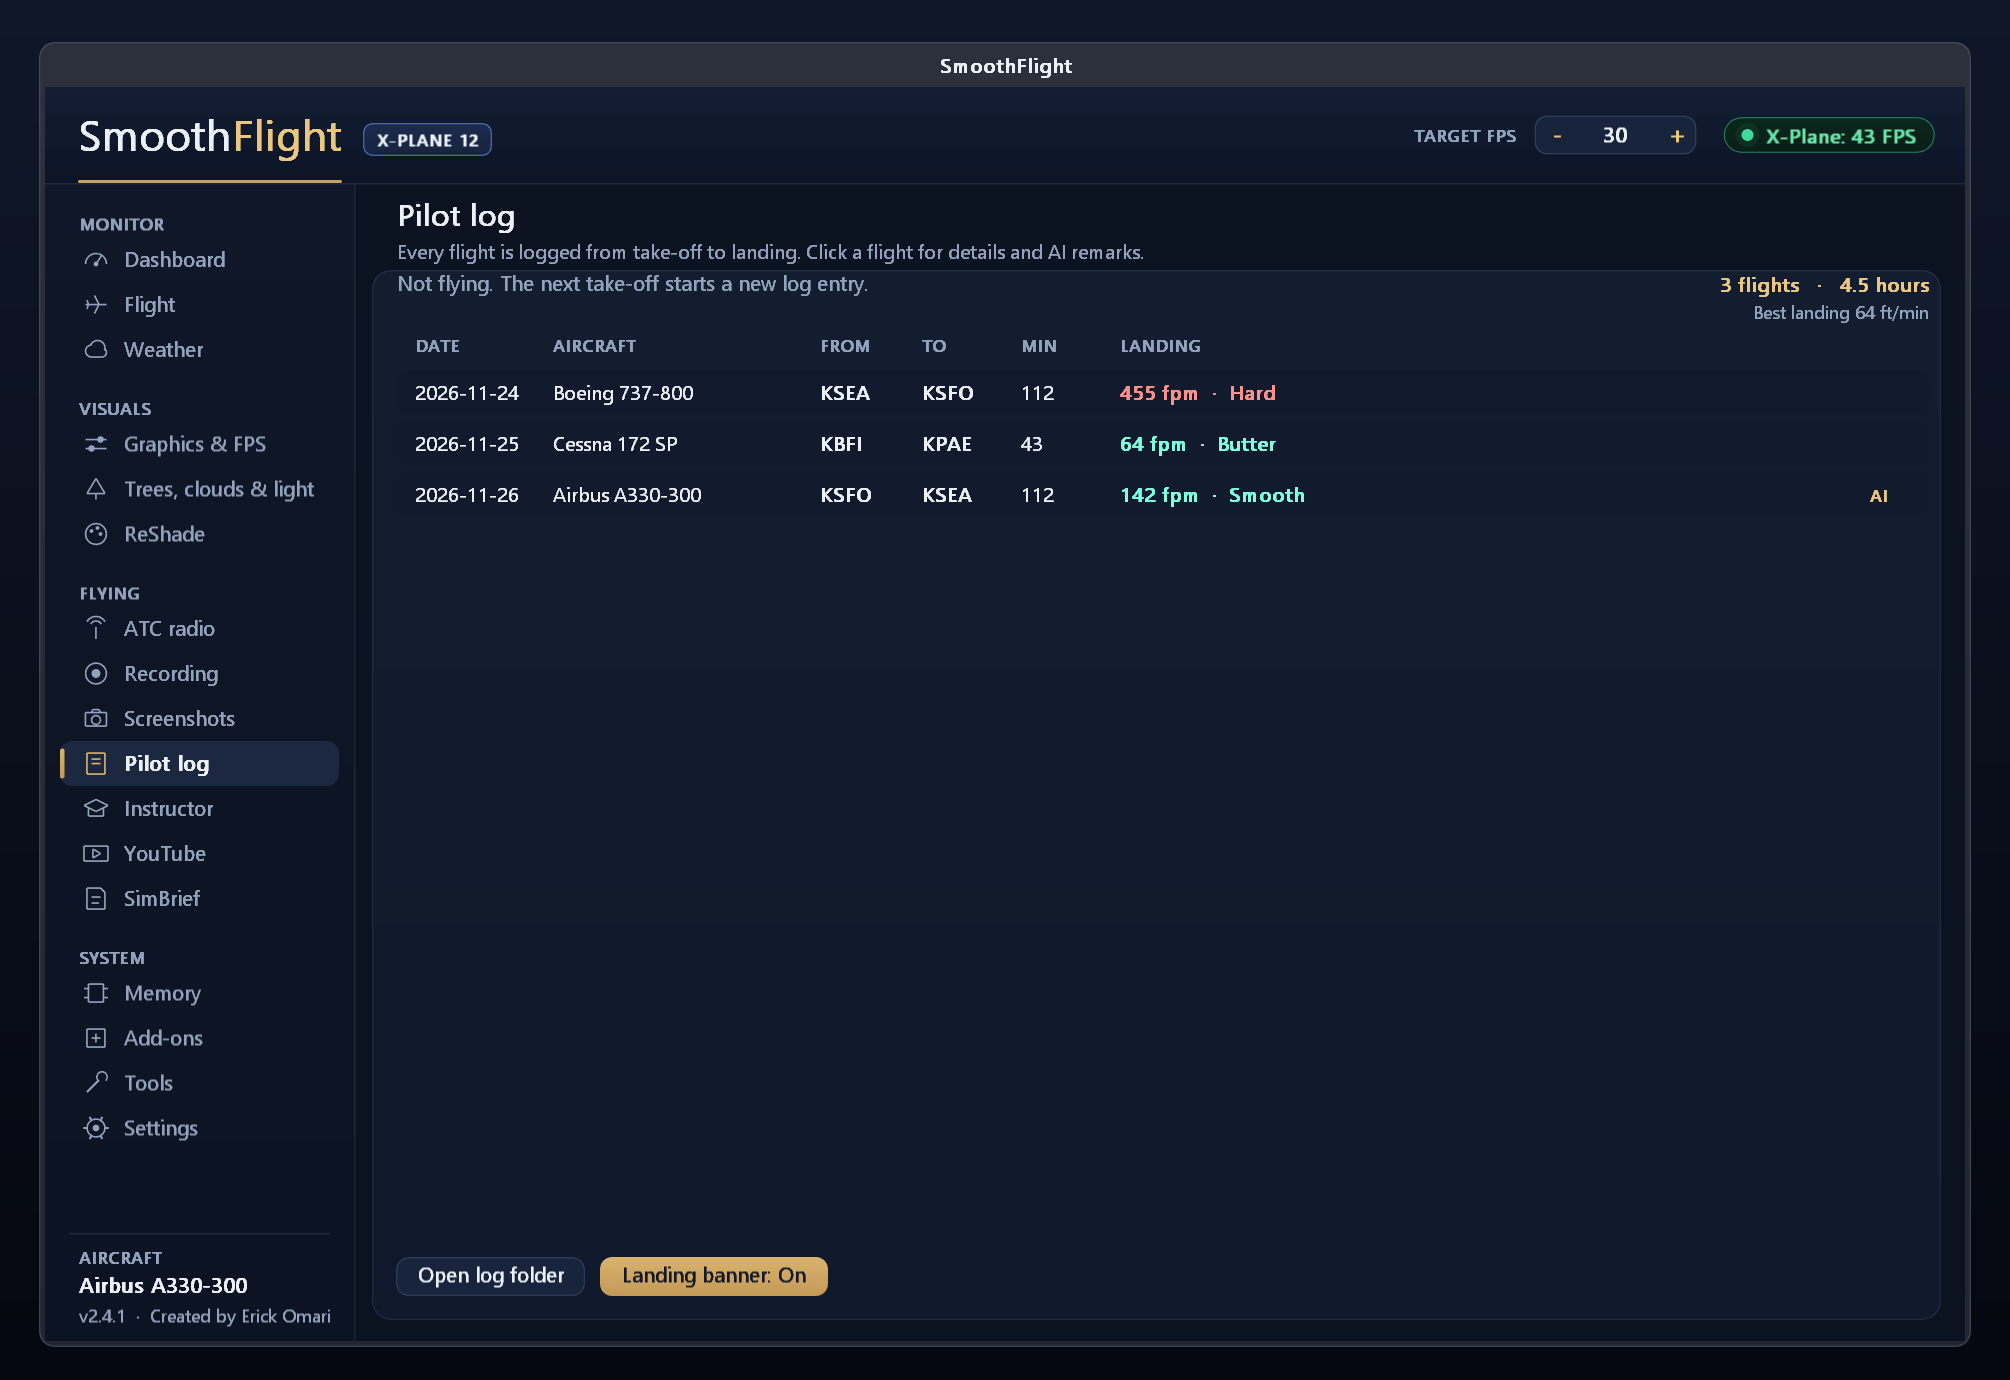 SmoothFlight
SmoothFlight X-PLANE 12
TARGET FPS - 30 + X-Plane: 43 FPS
MONITOR
Dashboard
Flight
Weather
VISUALS
Graphics & FPS
Trees, clouds & light
ReShade
FLYING
ATC radio
Recording
Screenshots
Pilot log
Instructor
YouTube
SimBrief
SYSTEM
Memory
Add-ons
Tools
Settings
AIRCRAFT
Airbus A330-300
v2.4.1 · Created by Erick Omari
Pilot log
Every flight is logged from take-off to landing. Click a flight for details and AI remarks.
Not flying. The next take-off starts a new log entry.
3 flights · 4.5 hours
Best landing 64 ft/min
DATE AIRCRAFT FROM TO MIN LANDING
2026-11-24 Boeing 737-800 KSEA KSFO 112 455 fpm · Hard
2026-11-25 Cessna 172 SP KBFI KPAE 43 64 fpm · Butter
2026-11-26 Airbus A330-300 KSFO KSEA 112 142 fpm · Smooth AI
Open log folder Landing banner: On